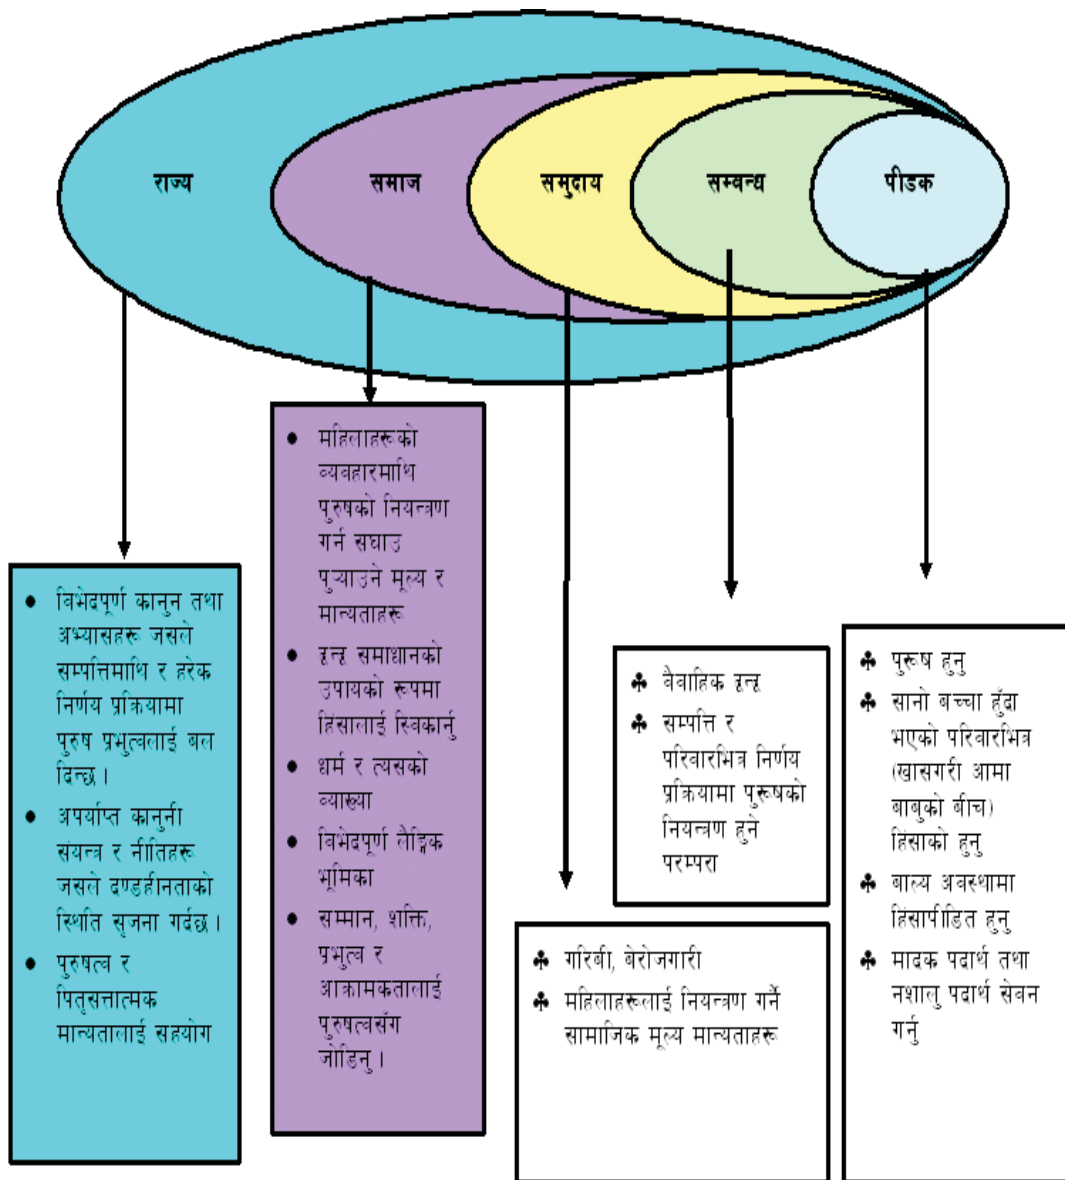 राज्य
समाज
समुदाय
सम्वन्ध
पीडक
● विभेदपूर्ण कानुन तथा
अभ्यासहरू जसले
सम्पत्तिमाथि र हरेक
निर्णय प्रक्रियामा
पुरुष प्रभुत्वलाई बल
दिन्छ ।
● अपर्याप्त कानुनी
संयन्त्र र नीतिहरू
जसले दण्डहीनताको
स्थिति सृजना गर्दछ ।
● पुरुषत्व र
पितृसत्तात्मक
मान्यतालाई सहयोग
● महिलाहरूको
व्यवहारमाथि
पुरुषको नियन्त्रण
गर्न सघाउ
पुऱ्याउने मूल्य र
मान्यताहरू
● द्वन्द्व समाधानको
उपायको रूपमा
हिंसालाई स्विकार्नु
● धर्म र त्यसको
व्याख्या
● विभेदपूर्ण लैङ्गिक
भूमिका
● सम्मान, शक्ति,
प्रभुत्व र
आक्रामकतालाई
पुरुषत्वसँग
जोडिनु ।
♣ गरिबी, बेरोजगारी
♣ महिलाहरूलाई नियन्त्रण गर्ने
सामाजिक मूल्य मान्यताहरू
♣ वैवाहिक द्वन्द्व
♣ सम्पत्ति र
परिवारभित्र निर्णय
प्रक्रियामा पुरूषको
नियन्त्रण हुने
परम्परा
♣ पुरूष हुनु
♣ सानो बच्चा हुँदा
भएको परिवारभित्र
(खासगरी आमा
बाबुको बीच)
हिंसाको हुनु
♣ बाल्य अवस्थामा
हिंसापीडित हुनु
♣ मादक पदार्थ तथा
नशालु पदार्थ सेवन
गर्नु